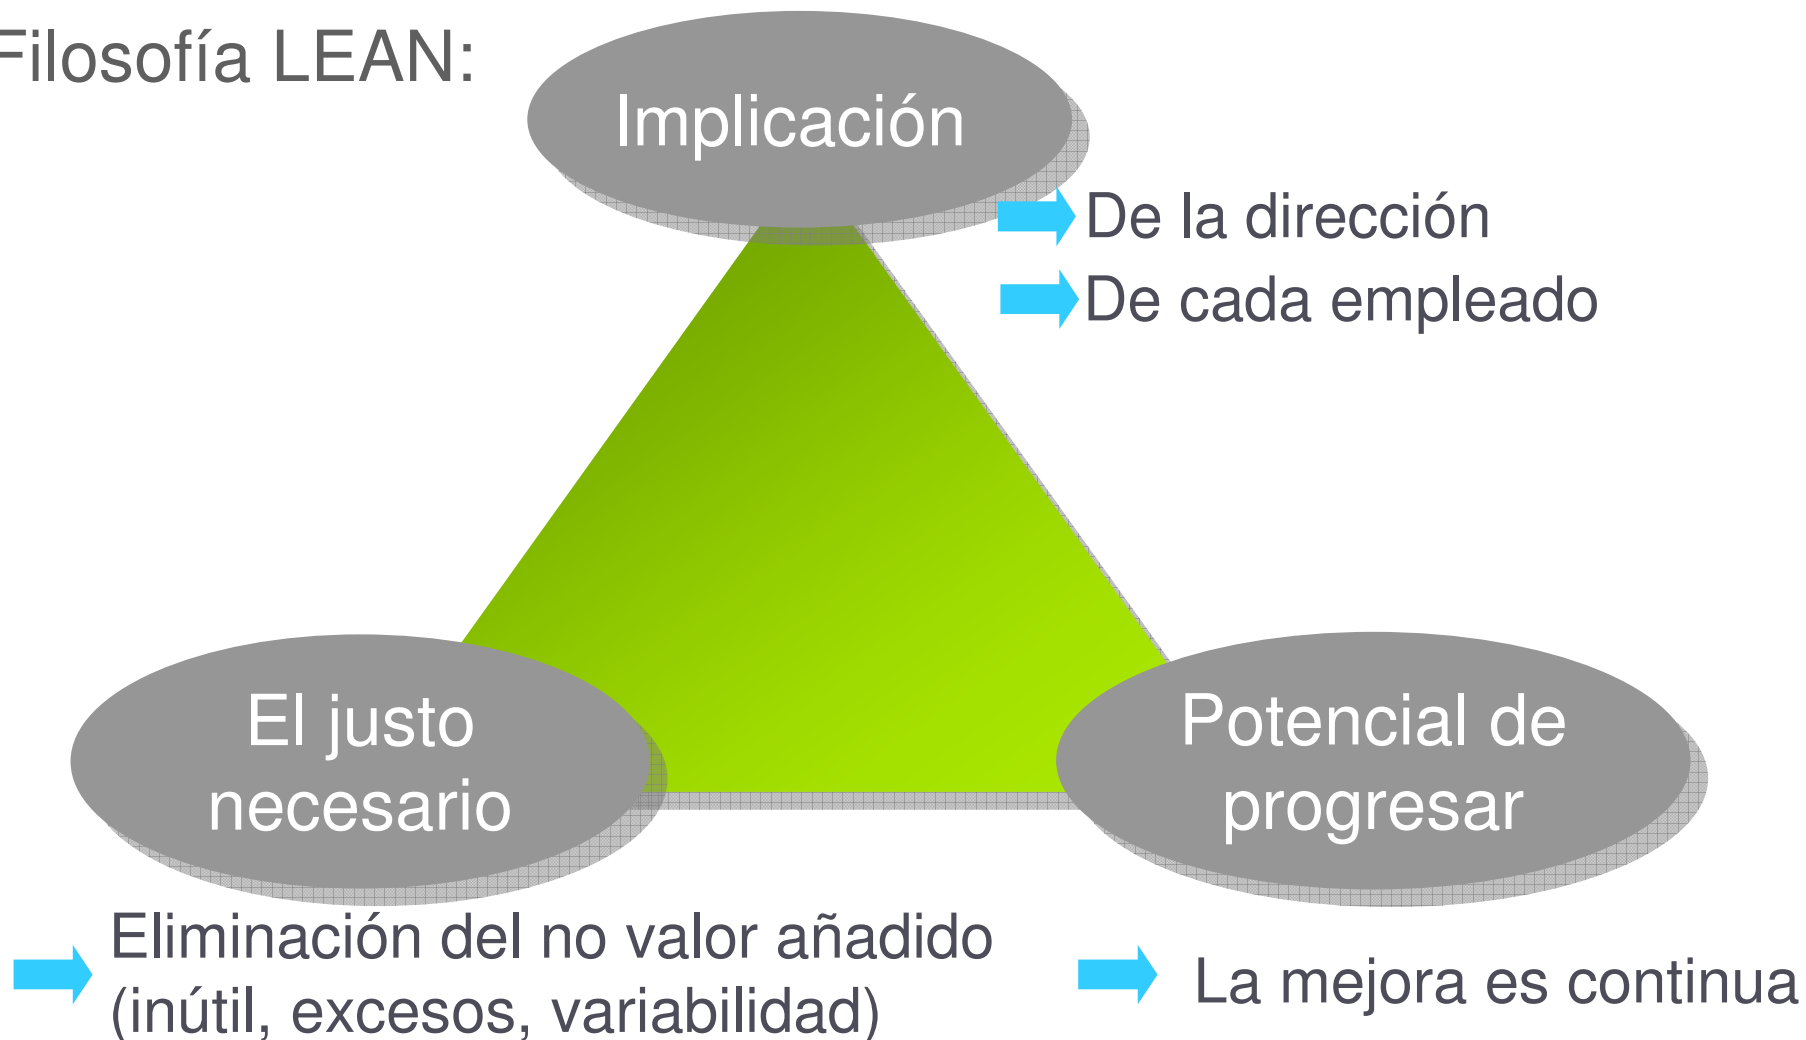 Filosofía LEAN:
Implicación
De la dirección
De cada empleado
El justo
necesario
Potencial de
progresar
Eliminación del no valor añadido
(inútil, excesos, variabilidad)
La mejora es continua